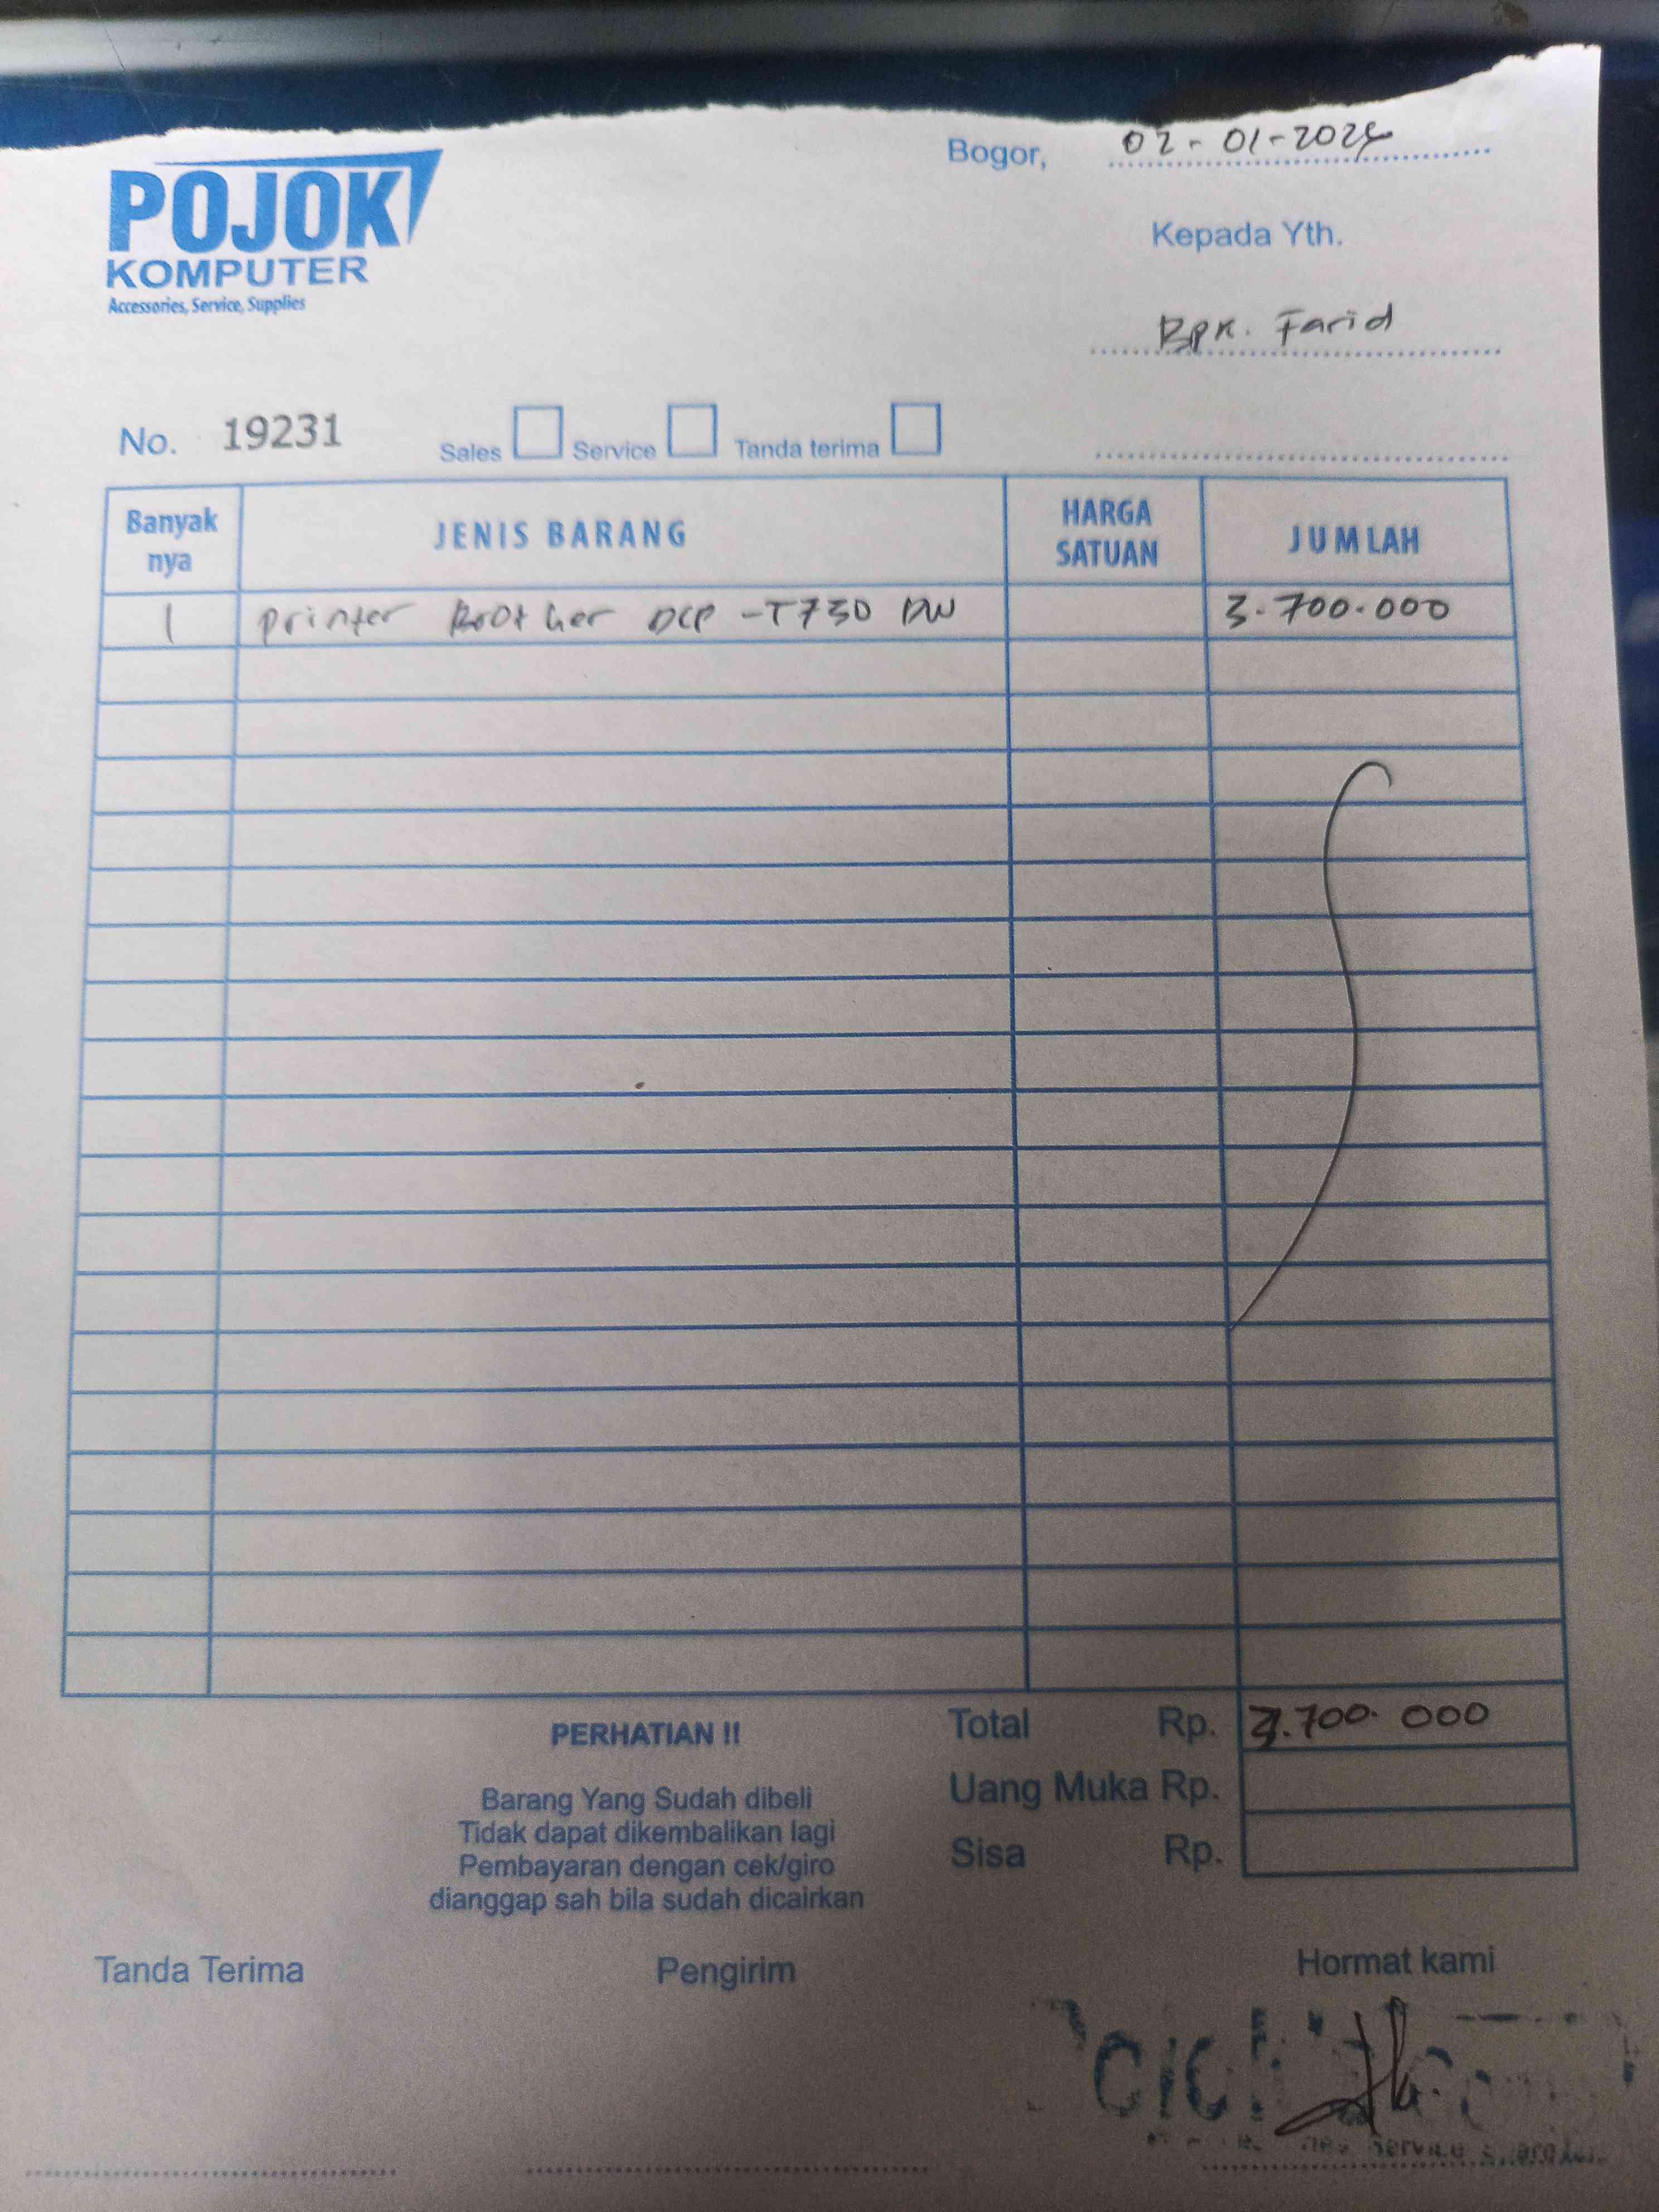 Bogor, 02-01-2024
POJOK
KOMPUTER
Accessories, Service, Supplies
Kepada Yth.
Bpk. Farid
No. 19231 Sales Service Tanda terima
Banyak nya JENIS BARANG HARGA SATUAN JUMLAH
1 Printer Brother DCP-T730 DW 3.700.000
Total Rp. 3.700.000
Uang Muka Rp.
Sisa Rp.
PERHATIAN !!
Barang Yang Sudah dibeli
Tidak dapat dikembalikan lagi
Pembayaran dengan cek/giro
dianggap sah bila sudah dicairkan
Tanda Terima Pengirim Hormat kami